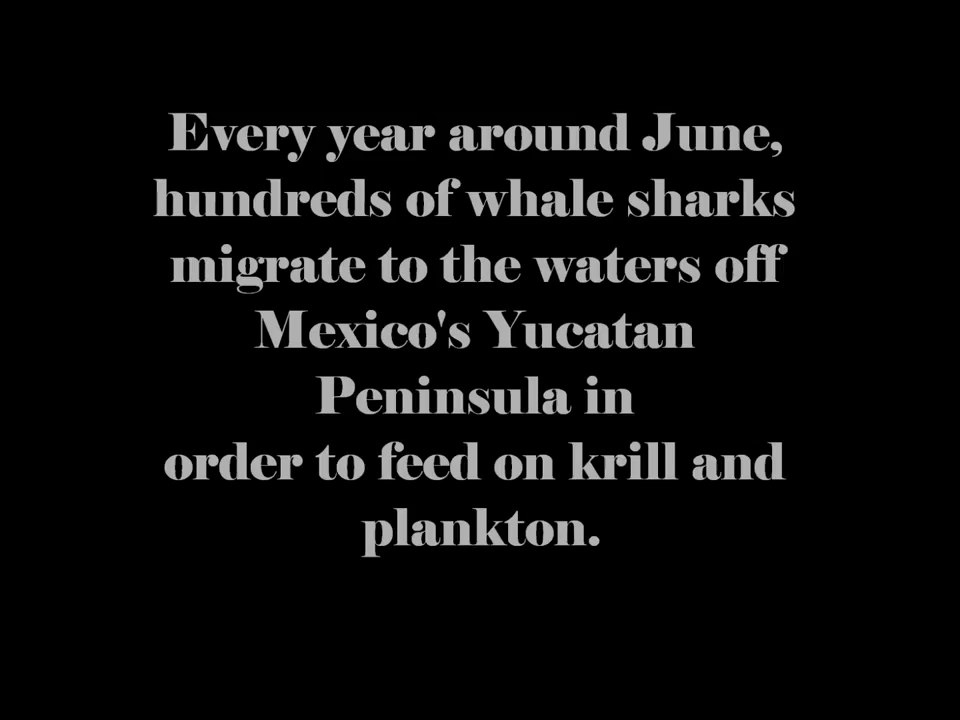 Every year around June,
hundreds of whale sharks
migrate to the waters off
Mexico's Yucatan
Peninsula in
order to feed on krill and
plankton.